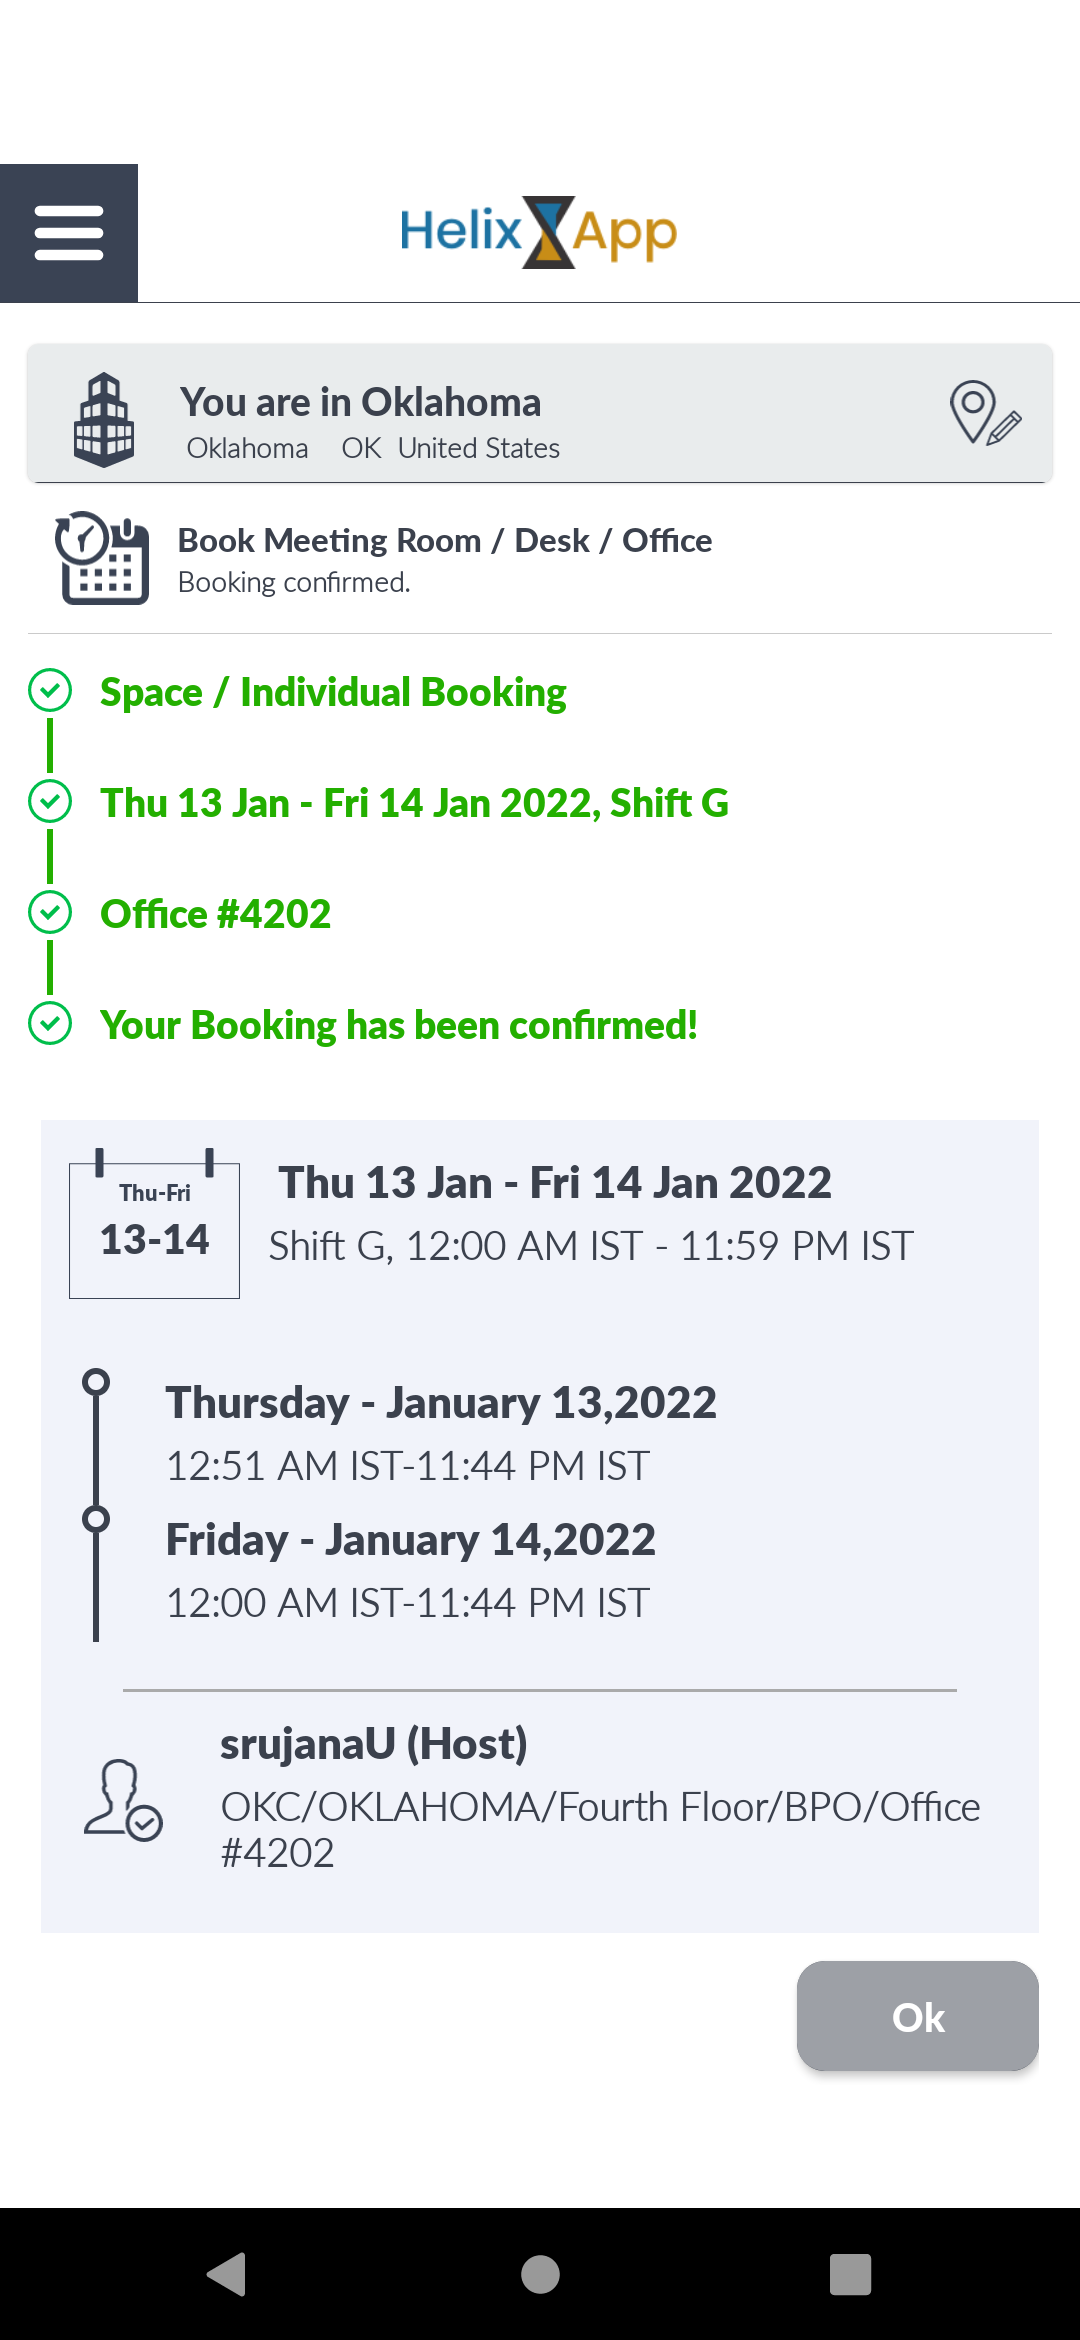 Helix App
You are in Oklahoma
Oklahoma OK United States
Book Meeting Room / Desk / Office
Booking confirmed.
Space / Individual Booking
Thu 13 Jan - Fri 14 Jan 2022, Shift G
Office #4202
Your Booking has been confirmed!
Thu-Fri
13-14
Thu 13 Jan - Fri 14 Jan 2022
Shift G, 12:00 AM IST - 11:59 PM IST
Thursday - January 13,2022
12:51 AM IST-11:44 PM IST
Friday - January 14,2022
12:00 AM IST-11:44 PM IST
srujanaU (Host)
OKC/OKLAHOMA/Fourth Floor/BPO/Office
#4202
Ok